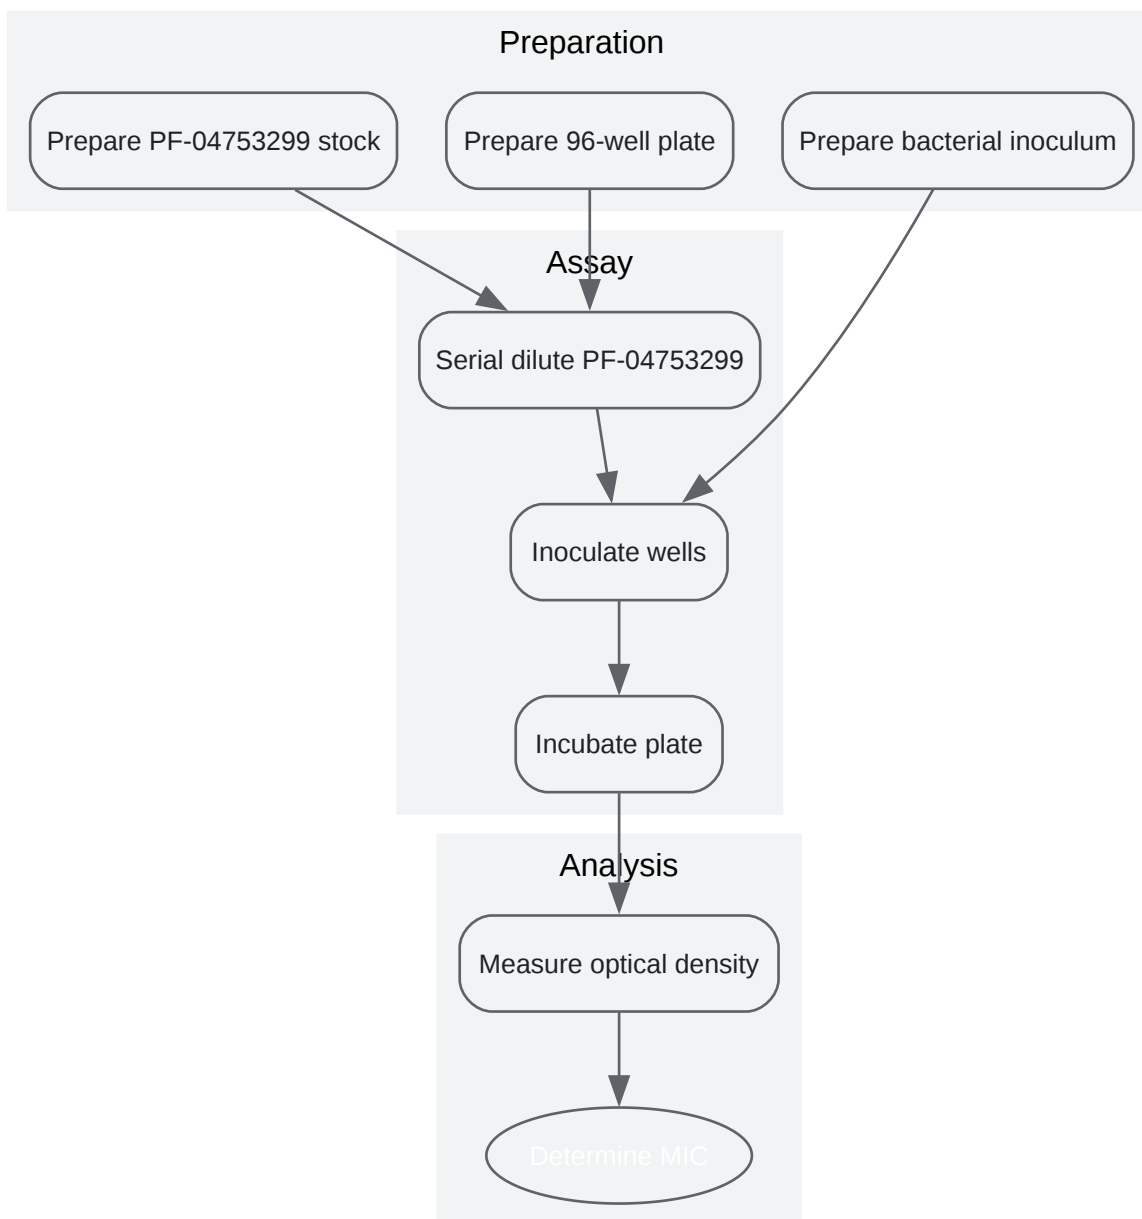 Preparation
Prepare PF-04753299 stock
Prepare 96-well plate
Prepare bacterial inoculum
Assay
Serial dilute PF-04753299
Inoculate wells
Incubate plate
Analysis
Measure optical density
Determine MIC